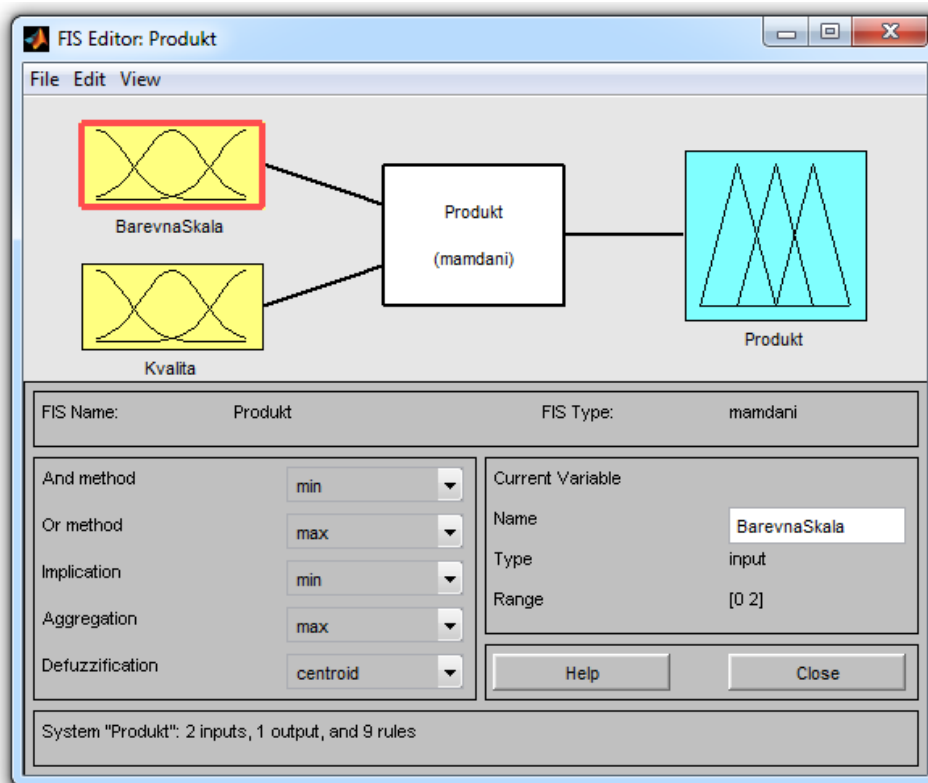 FIS Editor: Produkt
File Edit View
BarevnaSkala
Kvalita
Produkt
(mamdani)
Produkt
FIS Name: Produkt FIS Type: mamdani
And method min
Or method max
Implication min
Aggregation max
Defuzzification centroid
Current Variable
Name BarevnaSkala
Type input
Range [0 2]
Help Close
System "Produkt": 2 inputs, 1 output, and 9 rules